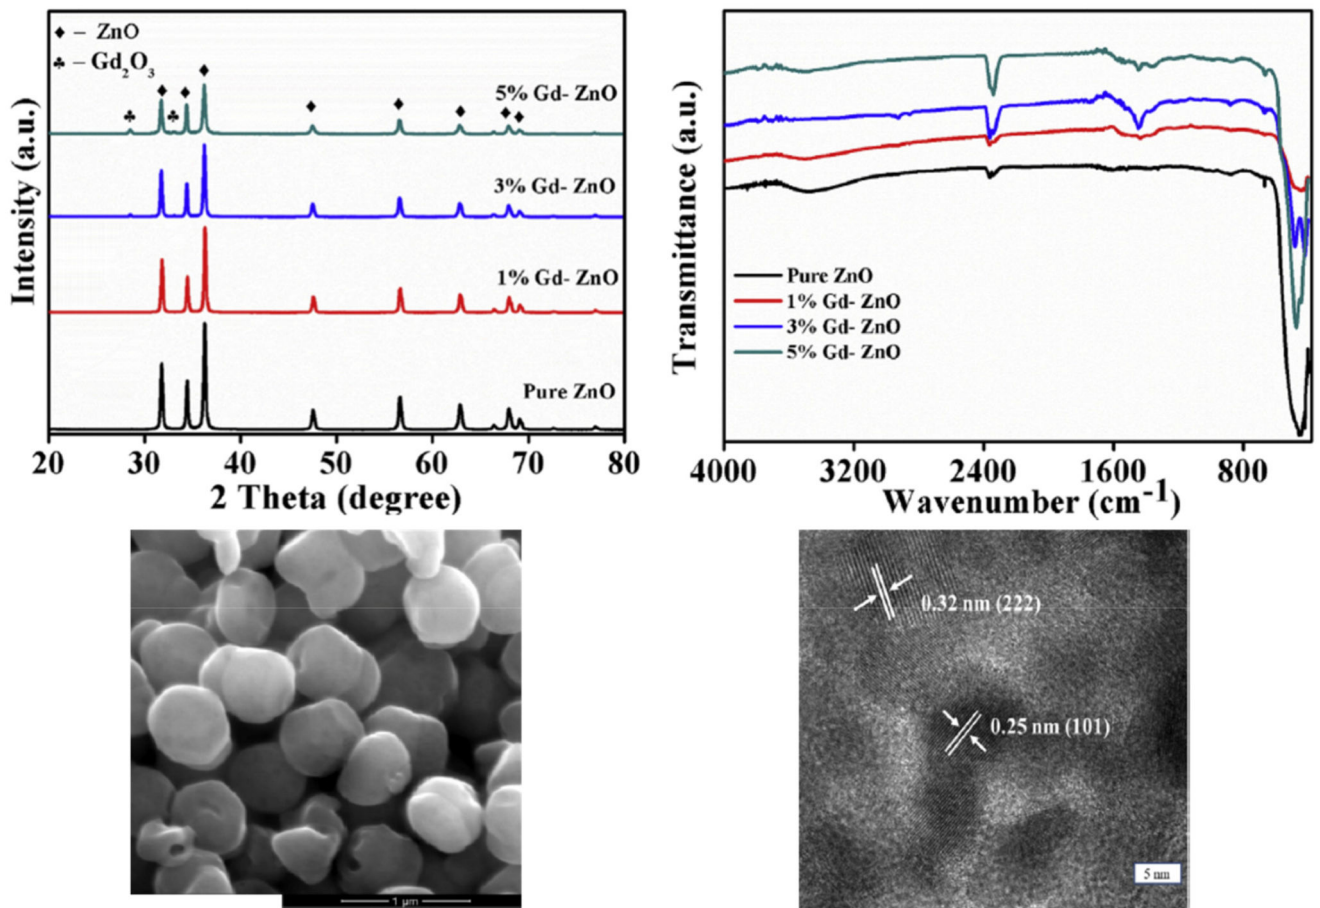 ♦ – ZnO
♣ – Gd2O3
5% Gd- ZnO
3% Gd- ZnO
1% Gd- ZnO
Pure ZnO
Intensity (a.u.)
20 30 40 50 60 70 80
2 Theta (degree)
Transmittance (a.u.)
Pure ZnO
1% Gd- ZnO
3% Gd- ZnO
5% Gd- ZnO
4000 3200 2400 1600 800
Wavenumber (cm-1)
1 µm
0.32 nm (222)
0.25 nm (101)
5 nm